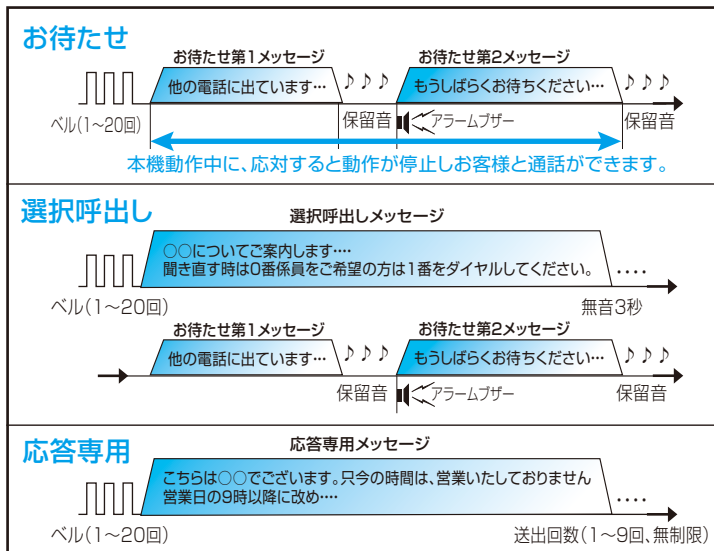 お待たせ
お待たせ第1メッセージ
お待たせ第2メッセージ
他の電話に出ています…
♪♪♪
もうしばらくお待ちください…
♪♪♪
ベル(1〜20回)
保留音
アラームブザー
保留音
本機動作中に、応対すると動作が停止しお客様と通話ができます。
選択呼出し
選択呼出しメッセージ
○○についてご案内します‥‥
聞き直す時は0番係員をご希望の方は1番をダイヤルしてください。
‥‥
ベル(1〜20回)
無音3秒
お待たせ第1メッセージ
お待たせ第2メッセージ
他の電話に出ています…
♪♪♪
もうしばらくお待ちください…
♪♪♪
保留音
アラームブザー
保留音
応答専用
応答専用メッセージ
こちらは○○でございます。只今の時間は、営業いたしておりません
営業日の9時以降に改め‥‥
‥‥
ベル(1〜20回)
送出回数(1〜9回、無制限)